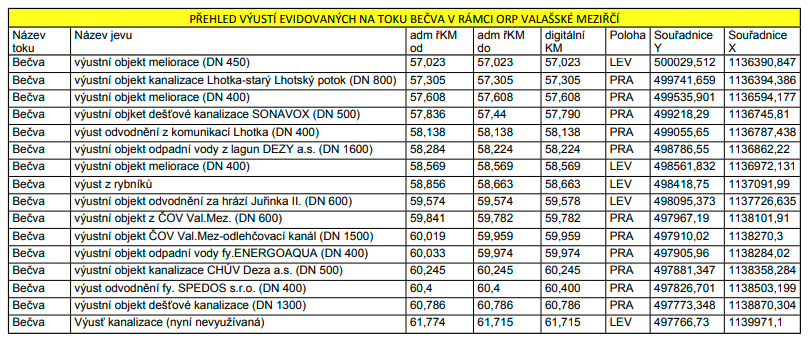 PŘEHLED VÝUSTÍ EVIDOVANÝCH NA TOKU BEČVA V RÁMCI ORP VALAŠSKÉ MEZIŘČÍ
Název toku Název jevu adm řKM od adm řKM do digitální KM Poloha Souřadnice Y Souřadnice X
Bečva výustní objekt meliorace (DN 450) 57,023 57,023 57,023 LEV 500029,512 1136390,847
Bečva výustní objekt kanalizace Lhotka-starý Lhotský potok (DN 800) 57,305 57,305 57,305 PRA 499741,659 1136394,386
Bečva výustní objekt meliorace (DN 400) 57,608 57,608 57,608 PRA 499535,901 1136594,177
Bečva výustní objket dešťové kanalizace SONAVOX (DN 500) 57,836 57,44 57,790 PRA 499218,29 1136745,81
Bečva výust odvodnění z komunikací Lhotka (DN 400) 58,138 58,138 58,138 PRA 499055,65 1136787,438
Bečva výustní objekt odpadní vody z lagun DEZY a.s. (DN 1600) 58,284 58,224 58,224 PRA 498786,55 1136862,22
Bečva výustní objekt meliorace (DN 400) 58,569 58,569 58,569 LEV 498561,832 1136972,131
Bečva výust z rybníků 58,856 58,663 58,663 LEV 498418,75 1137091,99
Bečva výustní objekt odvodnění za hrází Juřinka II. (DN 600) 59,574 59,574 59,578 LEV 498095,373 1137726,635
Bečva výustní objekt z ČOV Val.Mez. (DN 600) 59,841 59,782 59,782 PRA 497967,19 1138101,91
Bečva výustní objekt ČOV Val.Mez-odlehčovací kanál (DN 1500) 60,019 59,959 59,959 PRA 497910,02 1138270,3
Bečva výustní objekt odpadní vody fy.ENERGOAQUA (DN 400) 60,033 59,974 59,974 PRA 497905,96 1138284,02
Bečva výustní objekt kanalizace CHÚV Deza a.s. (DN 500) 60,245 60,245 60,245 PRA 497881,347 1138358,284
Bečva výust odvodnění fy. SPEDOS s.r.o. (DN 400) 60,4 60,4 60,400 PRA 497826,701 1138503,199
Bečva výustní objekt dešťové kanalizace (DN 1300) 60,786 60,786 60,786 PRA 497773,348 1138870,304
Bečva Výusť kanalizace (nyní nevyužívaná) 61,774 61,715 61,715 LEV 497766,73 1139971,1